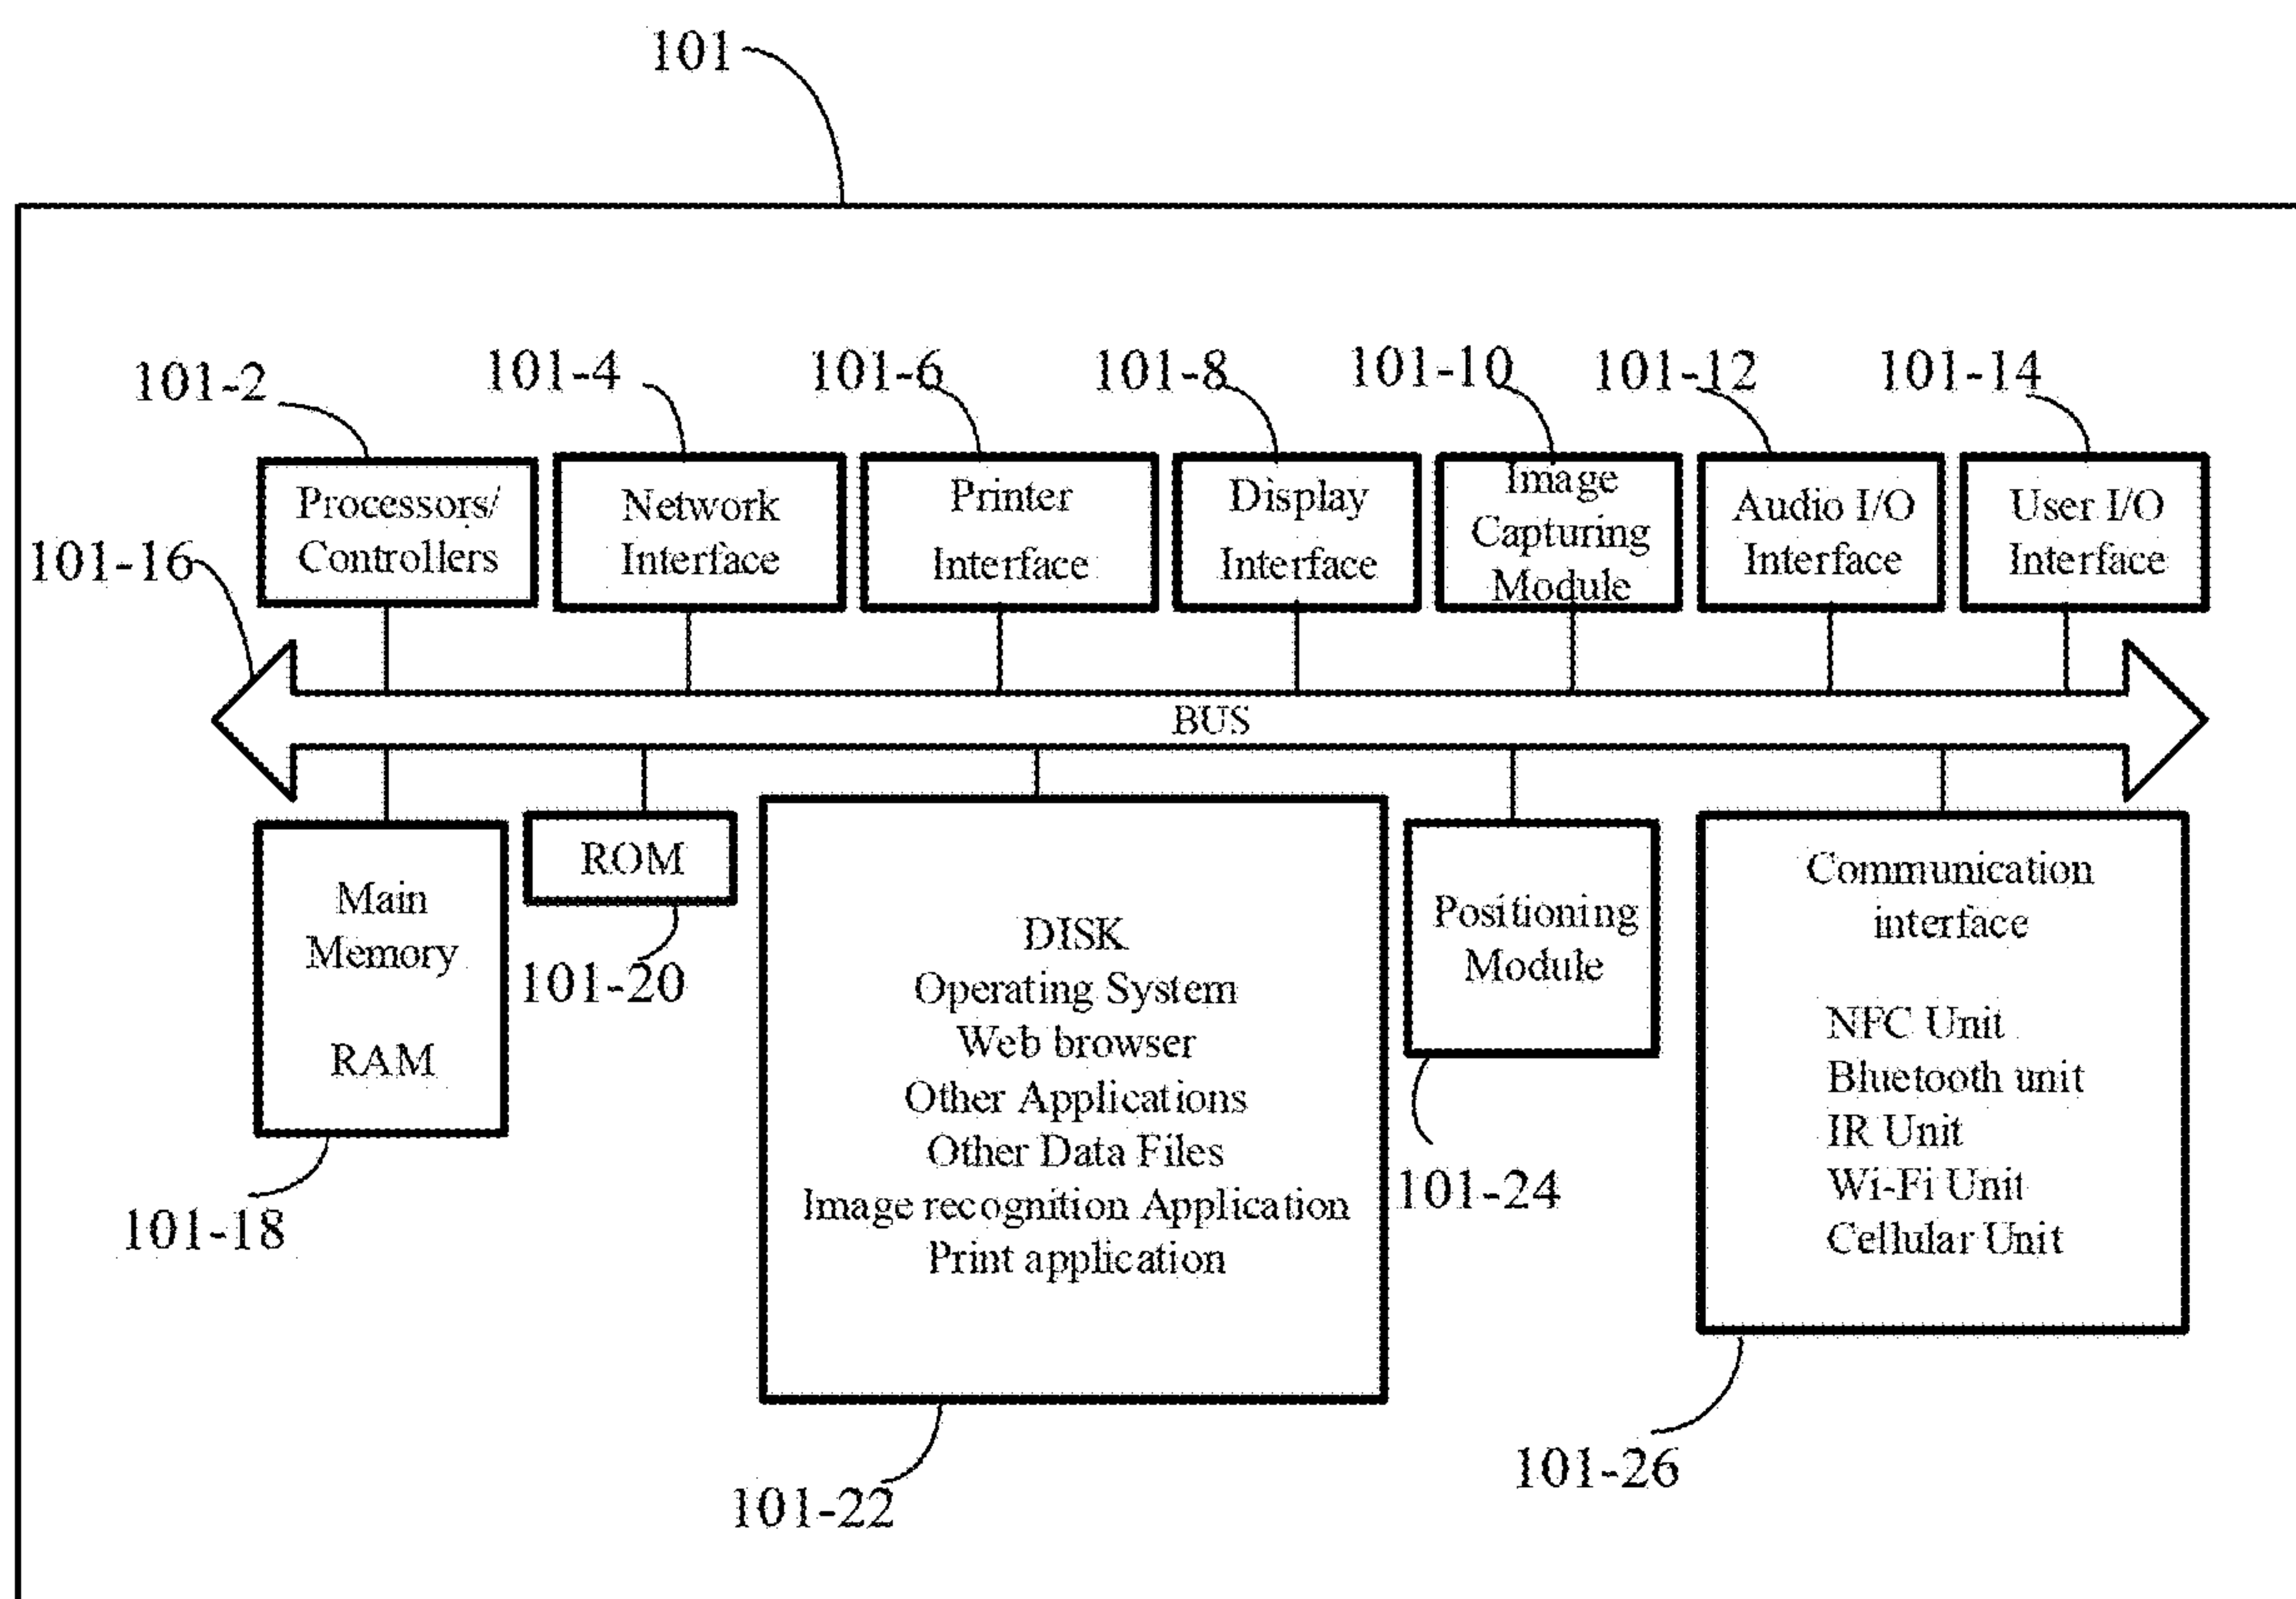 101
101-2
101-4
101-6
101-8
101-10
101-12
101-14
Processors/
Controllers
Network
Interface
Printer
Interface
Display
Interface
Image
Capturing
Module
Audio I/O
Interface
User I/O
Interface
101-16
BUS
Main
Memory
RAM
101-18
ROM
101-20
DISK
Operating System
Web browser
Other Applications
Other Data Files
Image recognition Application
Print application
101-22
Positioning
Module
101-24
Communication
interface
NFC Unit
Bluetooth unit
IR Unit
Wi-Fi Unit
Cellular Unit
101-26